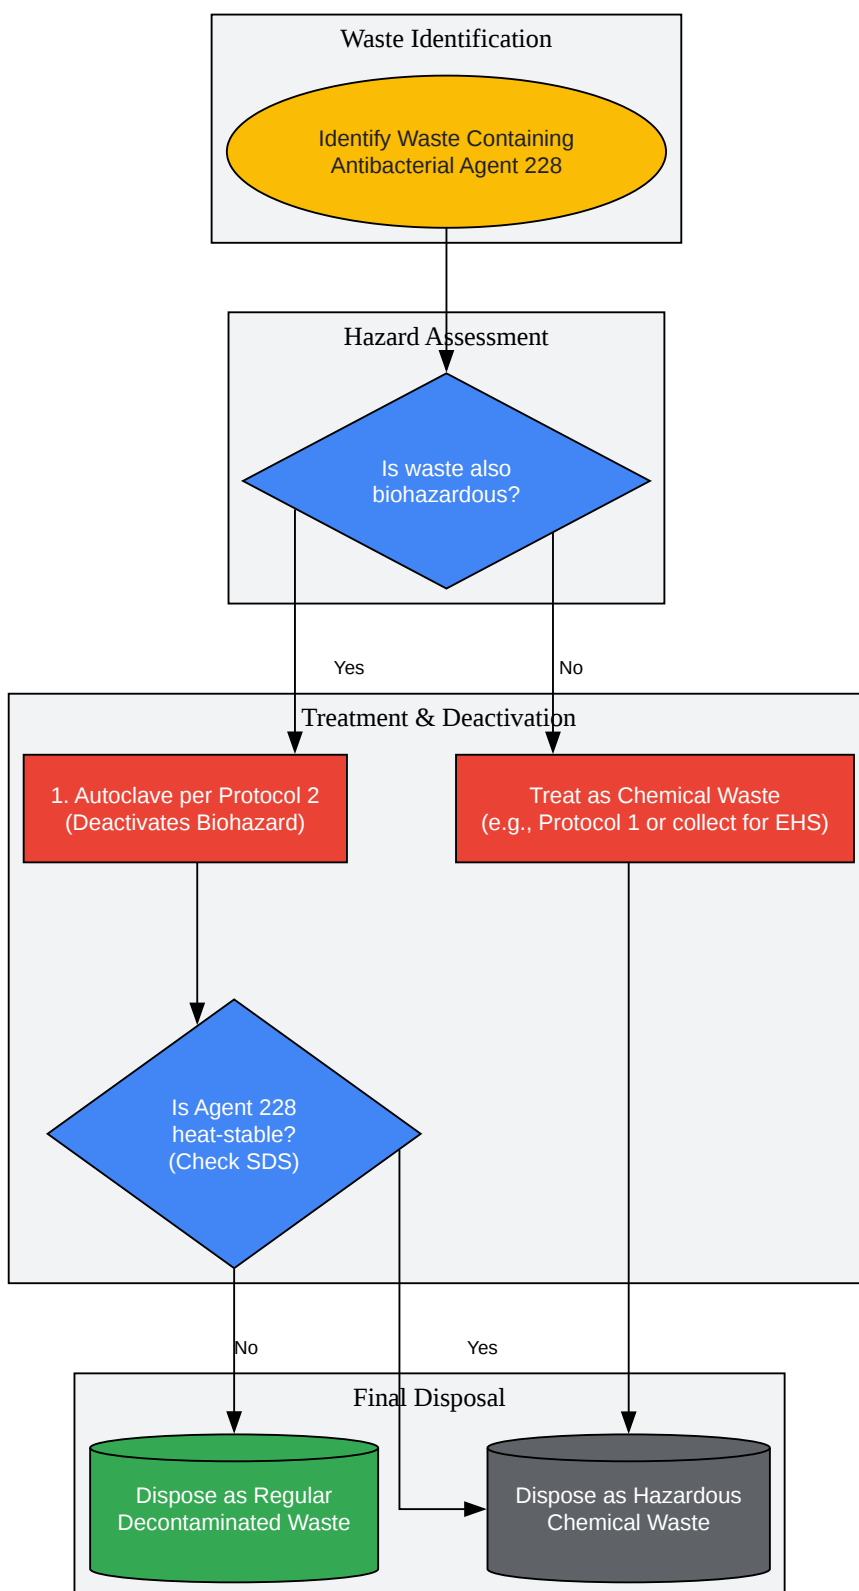 Waste Identification
Identify Waste Containing
Antibacterial Agent 228
Hazard Assessment
Is waste also
biohazardous?
Yes
No
Treatment & Deactivation
1. Autoclave per Protocol 2
(Deactivates Biohazard)
Treat as Chemical Waste
(e.g., Protocol 1 or collect for EHS)
Is Agent 228
heat-stable?
(Check SDS)
No
Yes
Final Disposal
Dispose as Regular
Decontaminated Waste
Dispose as Hazardous
Chemical Waste